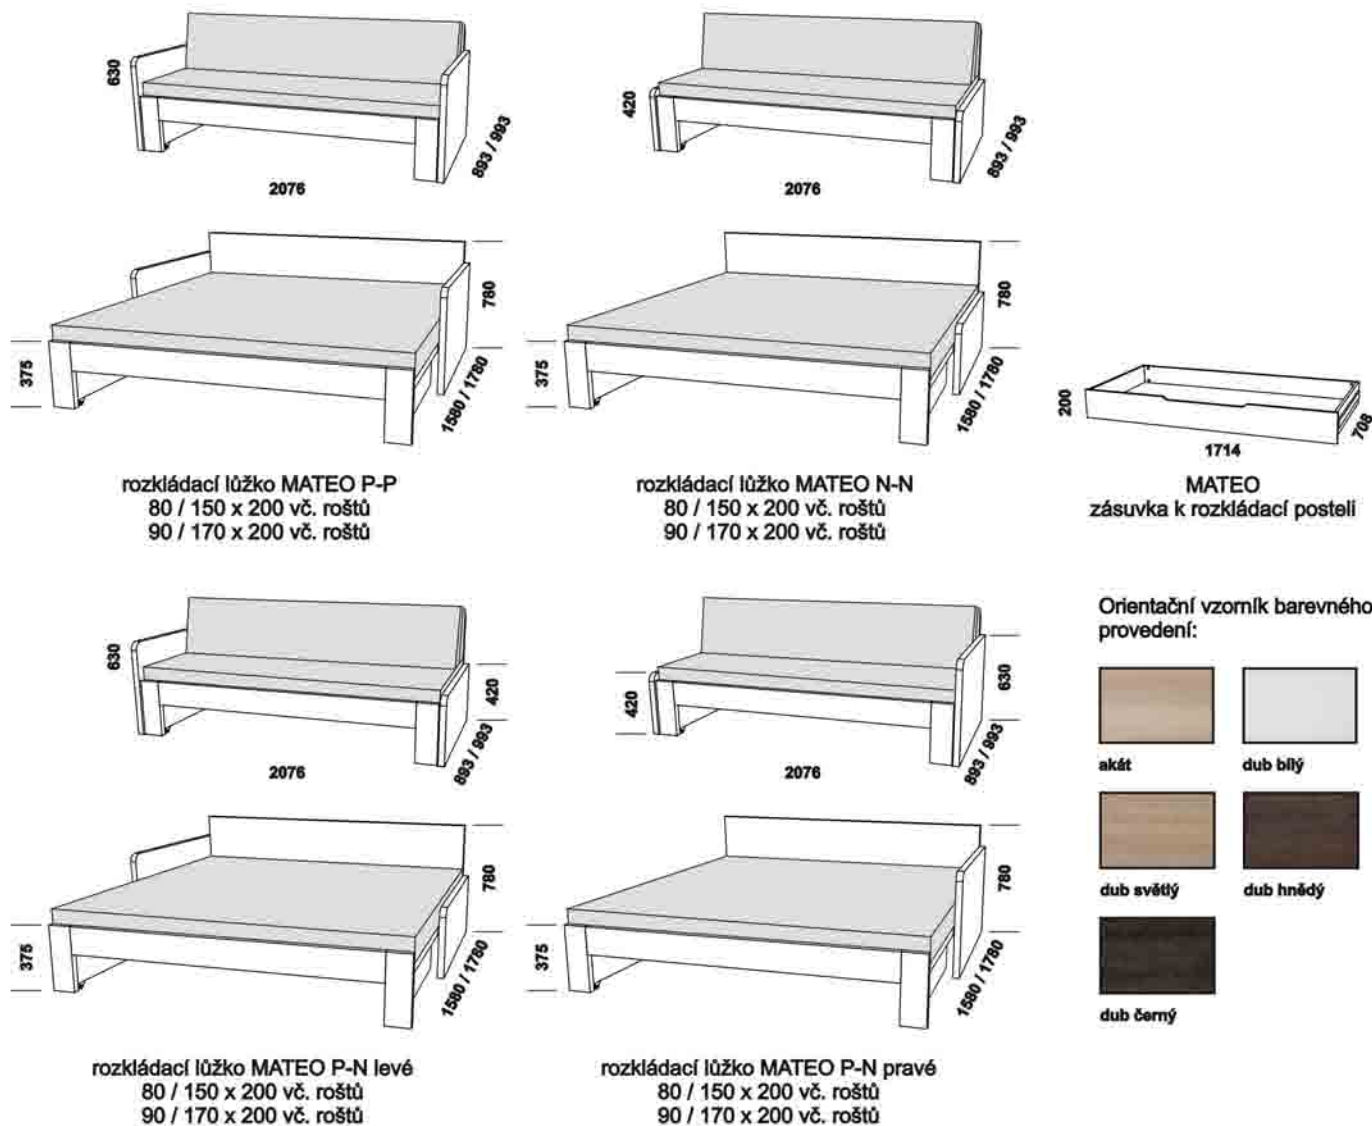 630
893 / 993
2076
420
893 / 993
2076
780
375
1580 / 1780
780
375
1580 / 1780
200
708
1714
rozkládací lůžko MATEO P-P
80 / 150 x 200 vč. roštů
90 / 170 x 200 vč. roštů
rozkládací lůžko MATEO N-N
80 / 150 x 200 vč. roštů
90 / 170 x 200 vč. roštů
MATEO
zásuvka k rozkládací posteli
630
420
893 / 993
2076
420
630
893 / 993
2076
780
375
1580 / 1780
780
375
1580 / 1780
rozkládací lůžko MATEO P-N levé
80 / 150 x 200 vč. roštů
90 / 170 x 200 vč. roštů
rozkládací lůžko MATEO P-N pravé
80 / 150 x 200 vč. roštů
90 / 170 x 200 vč. roštů
Orientační vzorník barevného
provedení:
akát
dub bílý
dub světlý
dub hnědý
dub černý